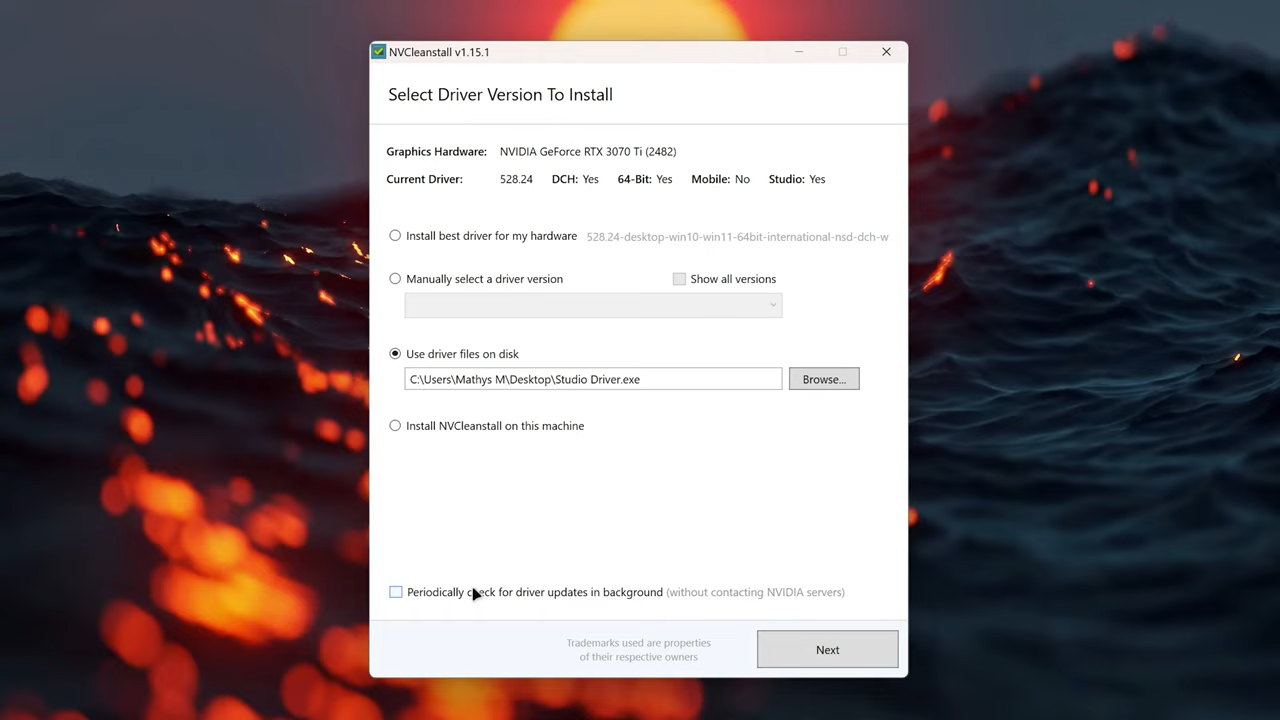 NVCleanstall v1.15.1
Select Driver Version To Install
Graphics Hardware: NVIDIA GeForce RTX 3070 Ti (2482)
Current Driver: 528.24 DCH: Yes 64-Bit: Yes Mobile: No Studio: Yes
Install best driver for my hardware 528.24-desktop-win10-win11-64bit-international-nsd-dch-w
Manually select a driver version Show all versions
Use driver files on disk
C:\Users\Mathys M\Desktop\Studio Driver.exe Browse...
Install NVCleanstall on this machine
Periodically check for driver updates in background (without contacting NVIDIA servers)
Trademarks used are properties
of their respective owners
Next